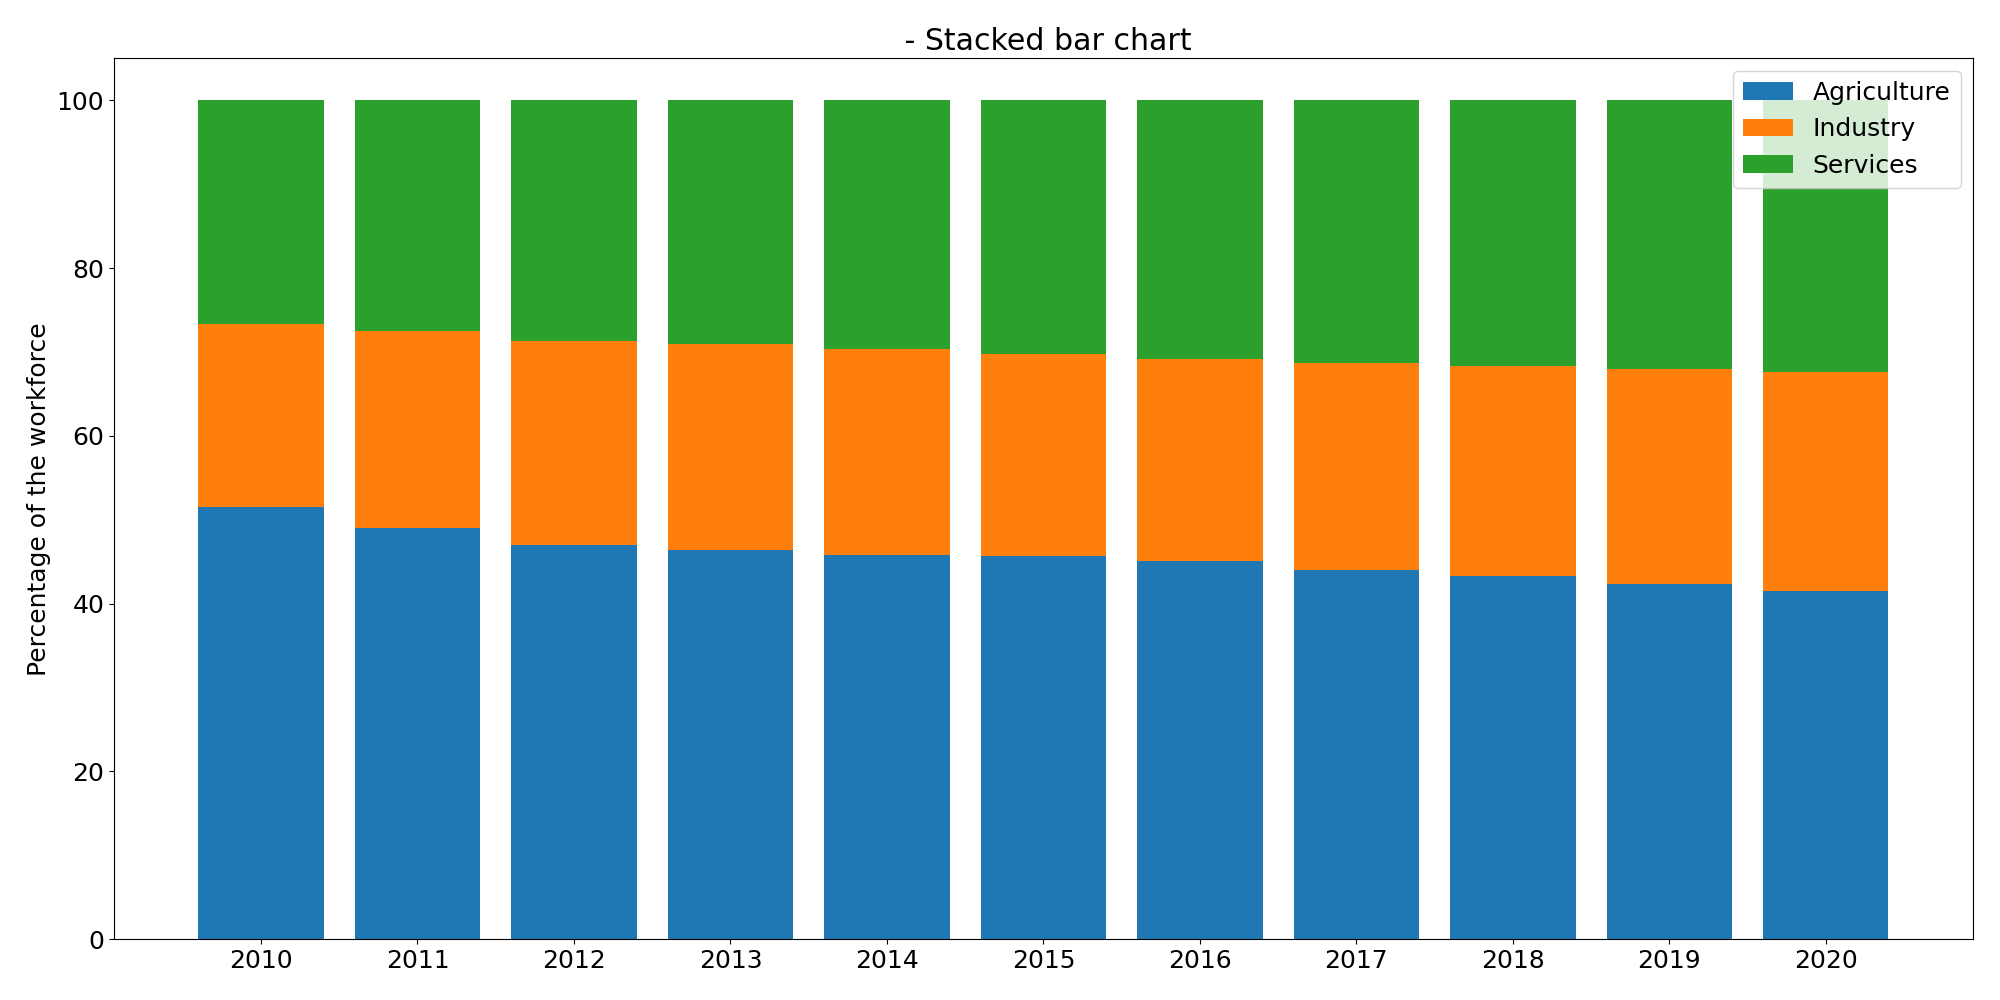 - Stacked bar chart
Percentage of the workforce
100
80
60
40
20
0
Agriculture
Industry
Services
2010 2011 2012 2013 2014 2015 2016 2017 2018 2019 2020